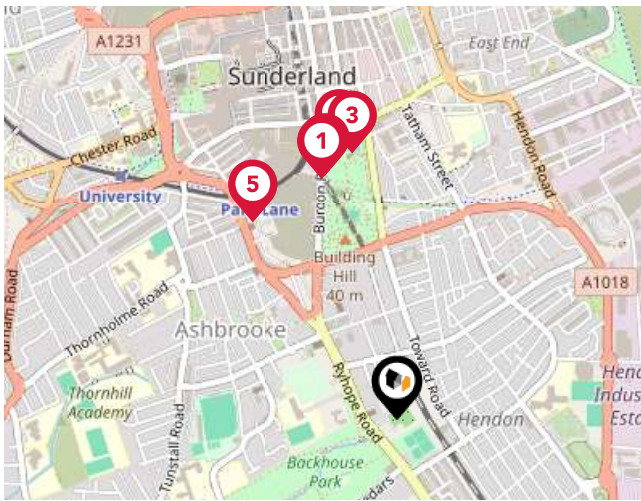 A1231
East End
Sunderland
3
1
Tatham Street
Hendon Road
Chester Road
University
5
Park Lane
Burdon
Building
Hill
40 m
A1018
Durham Road
Thornholme Road
Ashbrooke
Toward Road
Ryhope Road
Thornhill
Academy
Tunstall Road
Hendon
Backhouse
Park